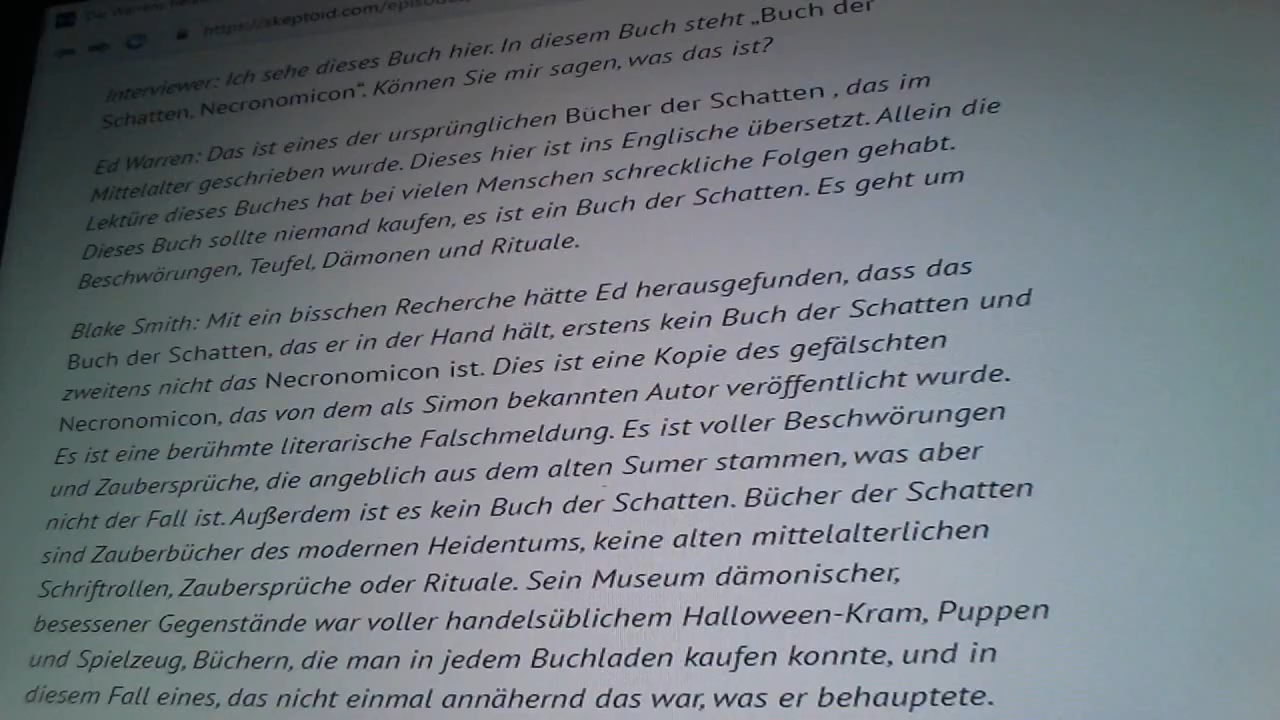 Die Warrens
https://skeptoid.com/episodes
Interviewer: Ich sehe dieses Buch hier. In diesem Buch steht „Buch der
Schatten, Necronomicon“. Können Sie mir sagen, was das ist?
Ed Warren: Das ist eines der ursprünglichen Bücher der Schatten , das im
Mittelalter geschrieben wurde. Dieses hier ist ins Englische übersetzt. Allein die
Lektüre dieses Buches hat bei vielen Menschen schreckliche Folgen gehabt.
Dieses Buch sollte niemand kaufen, es ist ein Buch der Schatten. Es geht um
Beschwörungen, Teufel, Dämonen und Rituale.
Blake Smith: Mit ein bisschen Recherche hätte Ed herausgefunden, dass das
Buch der Schatten, das er in der Hand hält, erstens kein Buch der Schatten und
zweitens nicht das Necronomicon ist. Dies ist eine Kopie des gefälschten
Necronomicon, das von dem als Simon bekannten Autor veröffentlicht wurde.
Es ist eine berühmte literarische Falschmeldung. Es ist voller Beschwörungen
und Zaubersprüche, die angeblich aus dem alten Sumer stammen, was aber
nicht der Fall ist. Außerdem ist es kein Buch der Schatten. Bücher der Schatten
sind Zauberbücher des modernen Heidentums, keine alten mittelalterlichen
Schriftrollen, Zaubersprüche oder Rituale. Sein Museum dämonischer,
besessener Gegenstände war voller handelsüblichem Halloween-Kram, Puppen
und Spielzeug, Büchern, die man in jedem Buchladen kaufen konnte, und in
diesem Fall eines, das nicht einmal annähernd das war, was er behauptete.